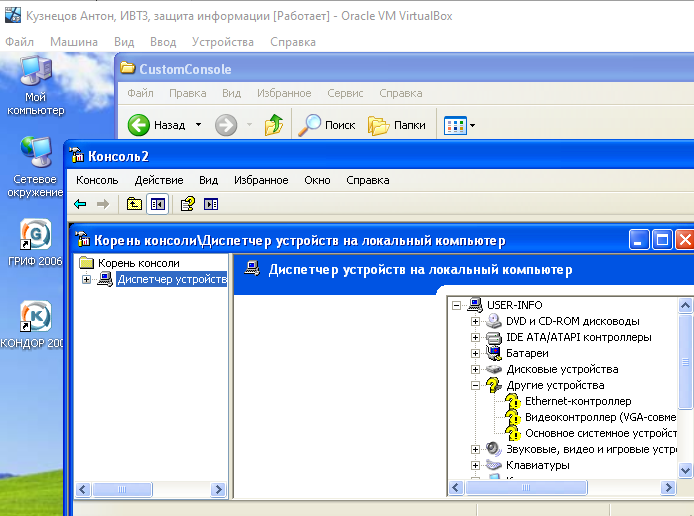 Кузнецов Антон, ИВТЗ, защита информации [Работает] - Oracle VM VirtualBox
Файл Машина Вид Ввод Устройства Справка
Мой компьютер
Сетевое окружение
ГРИФ 2006
КОНДОР 200
CustomConsole
Файл Правка Вид Избранное Сервис Справка
Назад Поиск Папки
Консоль2
Консоль Действие Вид Избранное Окно Справка
Корень консоли\Диспетчер устройств на локальный компьютер
Корень консоли
Диспетчер устройств
Диспетчер устройств на локальный компьютер
USER-INFO
DVD и CD-ROM дисководы
IDE ATA/ATAPI контроллеры
Батареи
Дисковые устройства
Другие устройства
Ethernet-контроллер
Видеоконтроллер (VGA-совме
Основное системное устройст
Звуковые, видео и игровые устро
Клавиатуры